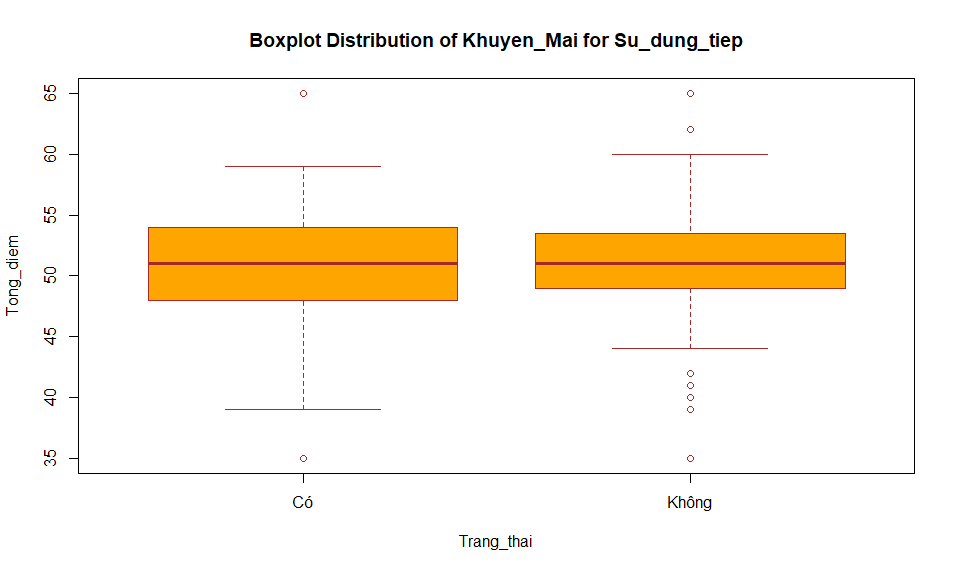 Boxplot Distribution of Khuyen_Mai for Su_dung_tiep
Tong_diem
65
60
55
50
45
40
35
Có
Không
Trang_thai